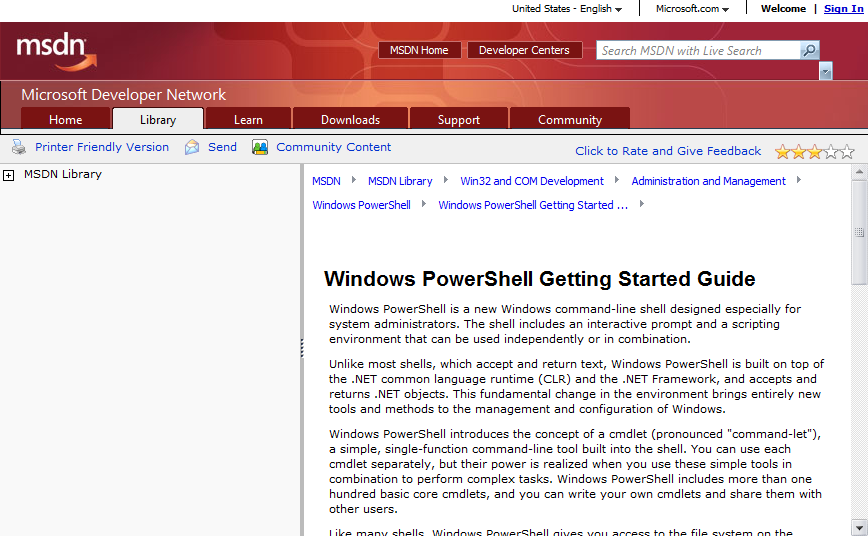 United States - English
Microsoft.com
Welcome | Sign In
msdn
MSDN Home
Developer Centers
Search MSDN with Live Search
Microsoft Developer Network
Home
Library
Learn
Downloads
Support
Community
Printer Friendly Version
Send
Community Content
Click to Rate and Give Feedback
MSDN Library
MSDN
MSDN Library
Win32 and COM Development
Administration and Management
Windows PowerShell
Windows PowerShell Getting Started ...
Windows PowerShell Getting Started Guide
Windows PowerShell is a new Windows command-line shell designed especially for
system administrators. The shell includes an interactive prompt and a scripting
environment that can be used independently or in combination.
Unlike most shells, which accept and return text, Windows PowerShell is built on top of
the .NET common language runtime (CLR) and the .NET Framework, and accepts and
returns .NET objects. This fundamental change in the environment brings entirely new
tools and methods to the management and configuration of Windows.
Windows PowerShell introduces the concept of a cmdlet (pronounced "command-let"),
a simple, single-function command-line tool built into the shell. You can use each
cmdlet separately, but their power is realized when you use these simple tools in
combination to perform complex tasks. Windows PowerShell includes more than one
hundred basic core cmdlets, and you can write your own cmdlets and share them with
other users.
Like many shells, Windows PowerShell gives you access to the file system on the